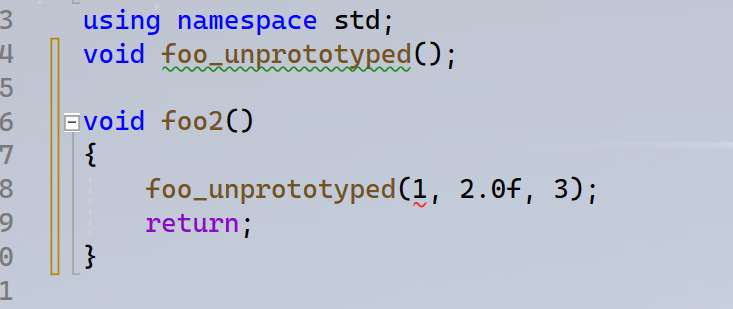 3 using namespace std;
4 void foo_unprototyped();
5
6 void foo2()
7 {
8 foo_unprototyped(1, 2.0f, 3);
9 return;
0 }
1